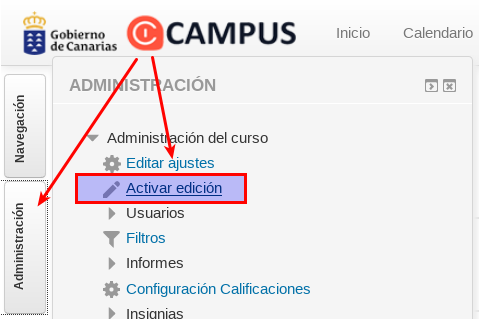 Gobierno
de Canarias
CAMPUS
Inicio
Calendario
Navegación
Administración
ADMINISTRACIÓN
Administración del curso
Editar ajustes
Activar edición
Usuarios
Filtros
Informes
Configuración Calificaciones
Insignias